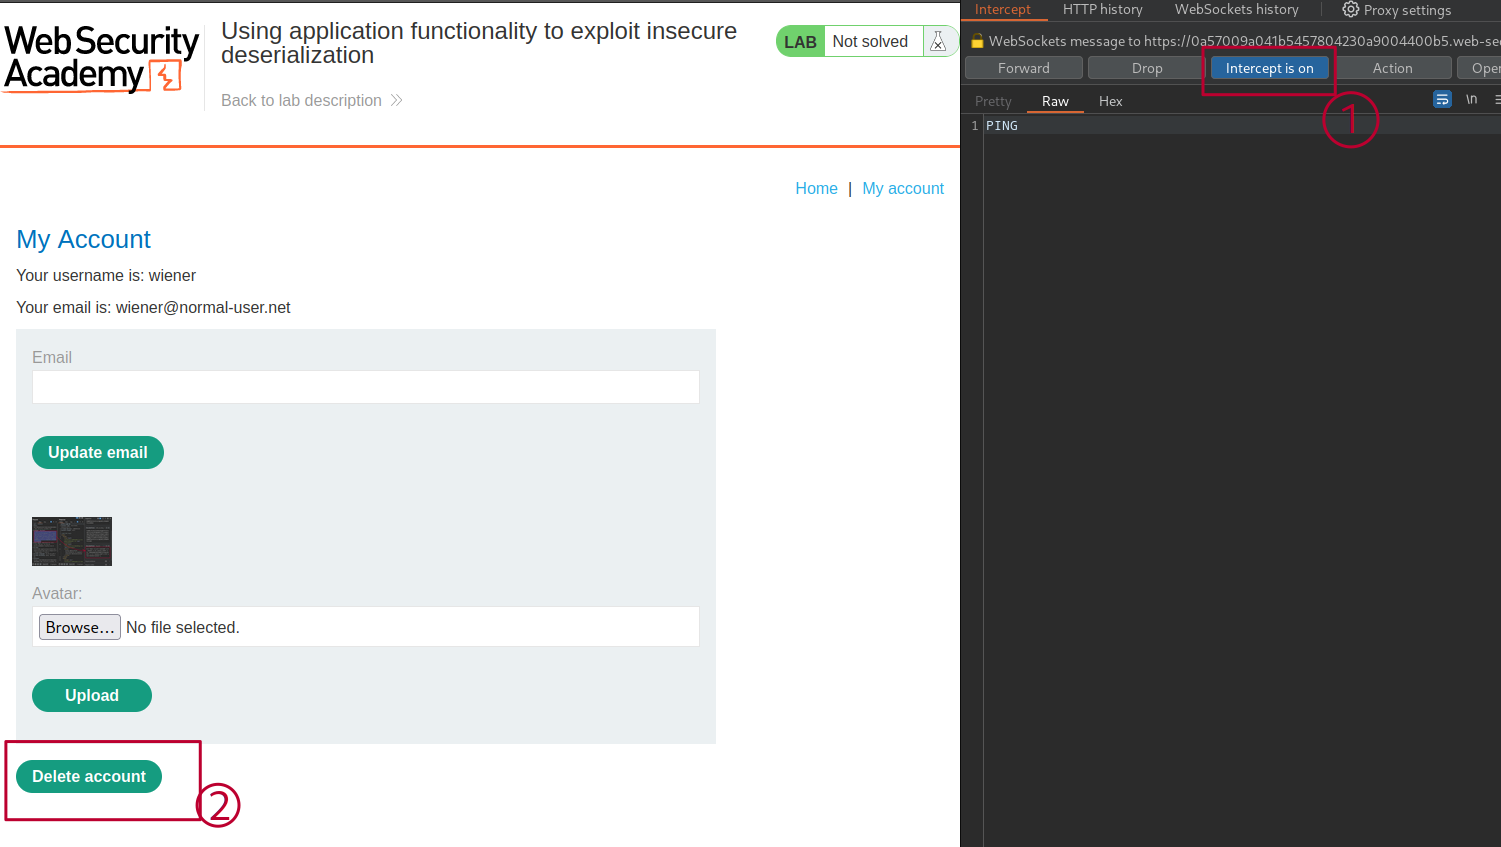 Web Security
Academy
Using application functionality to exploit insecure
deserialization
Back to lab description
LAB Not solved
Home | My account
My Account
Your username is: wiener
Your email is: wiener@normal-user.net
Email
Update email
Avatar:
Browse... No file selected.
Upload
Delete account
2
Intercept HTTP history WebSockets history Proxy settings
WebSockets message to https://0a57009a041b5457804230a9004400b5.web-se
Forward Drop Intercept is on Action Open
1
Pretty Raw Hex \n
1 PING